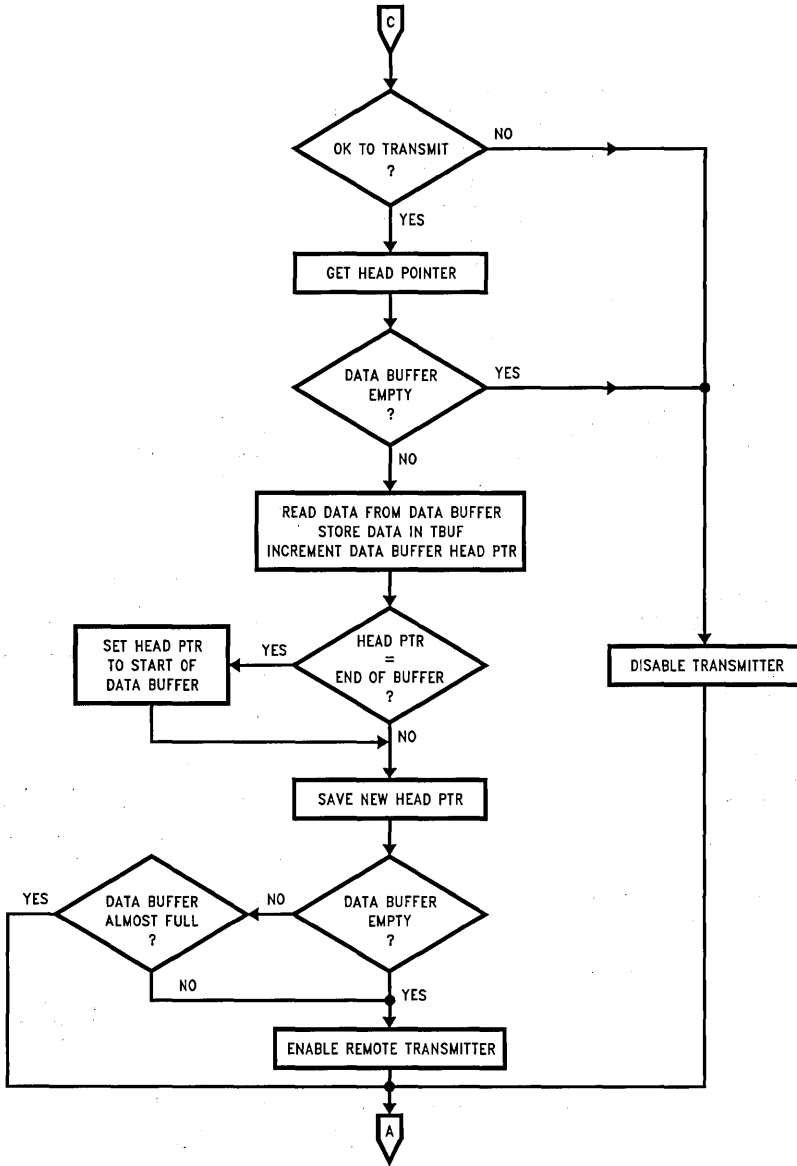 C
OK TO TRANSMIT
?
NO
YES
GET HEAD POINTER
DATA BUFFER
EMPTY
?
YES
NO
READ DATA FROM DATA BUFFER
STORE DATA IN TBUF
INCREMENT DATA BUFFER HEAD PTR
HEAD PTR
=
END OF BUFFER
?
YES
SET HEAD PTR
TO START OF
DATA BUFFER
NO
DISABLE TRANSMITTER
SAVE NEW HEAD PTR
DATA BUFFER
EMPTY
?
NO
DATA BUFFER
ALMOST FULL
?
YES
NO
YES
ENABLE REMOTE TRANSMITTER
A